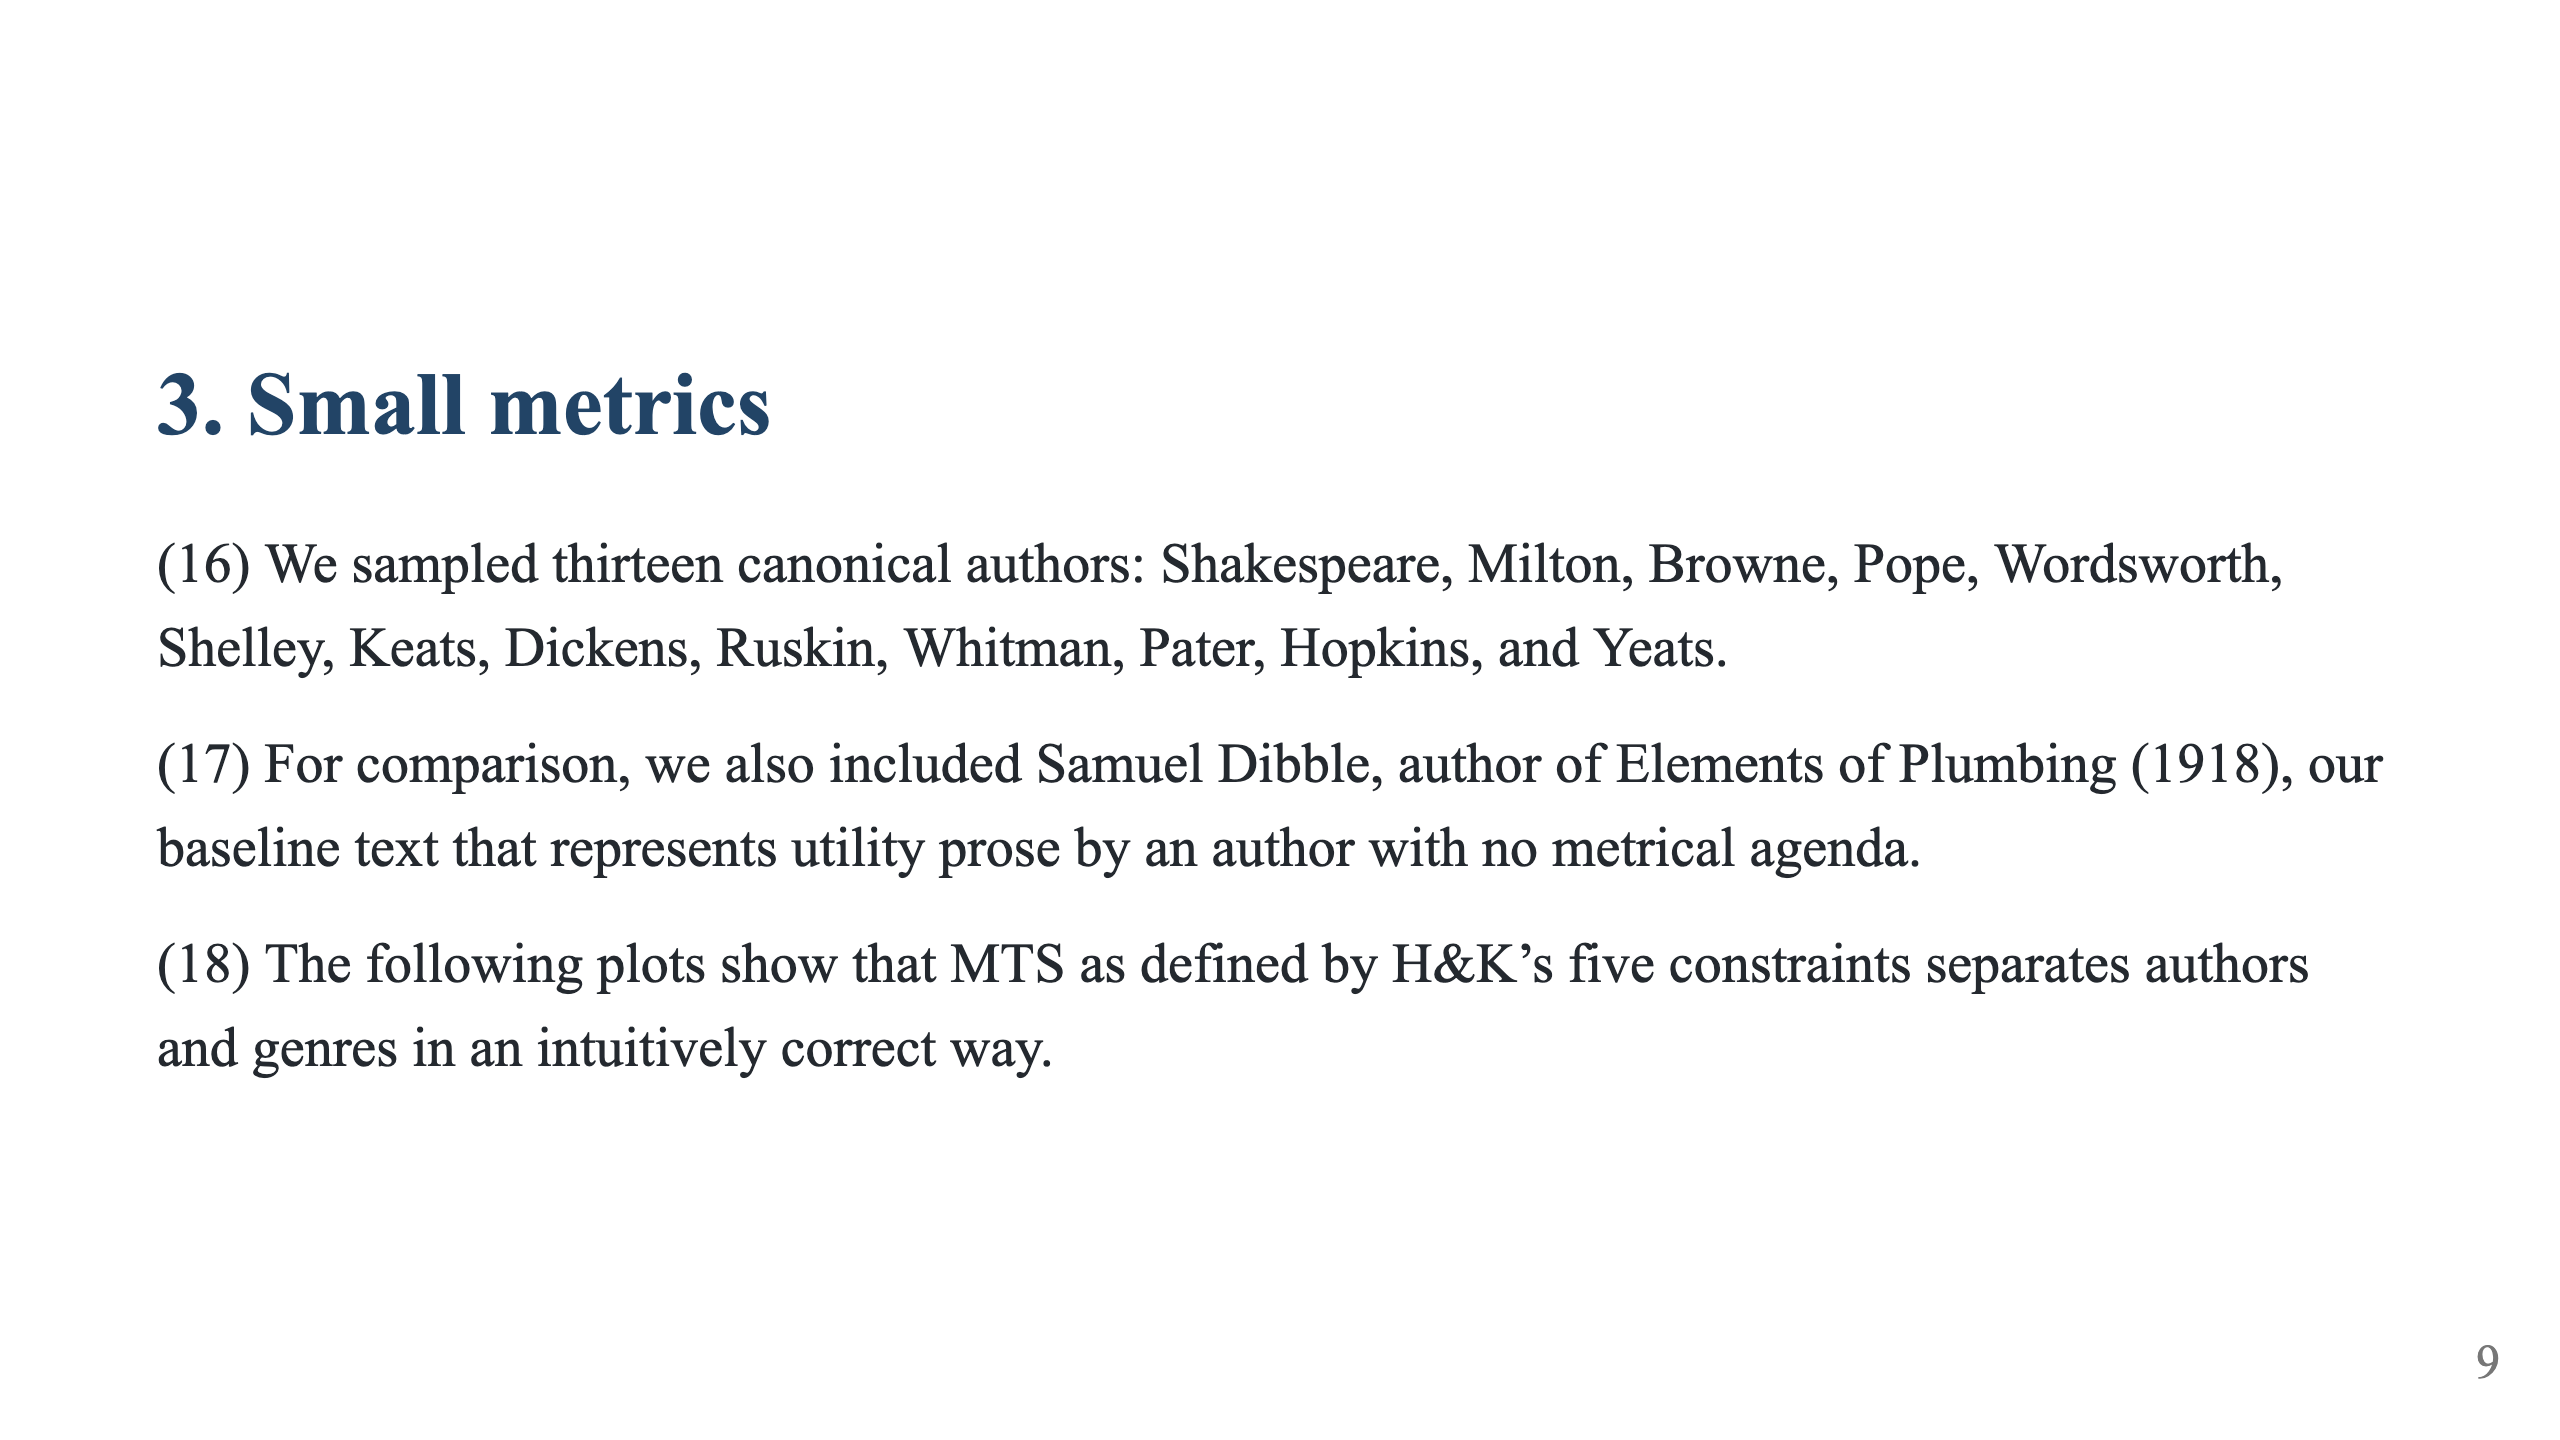 3. Small metrics
(16) We sampled thirteen canonical authors: Shakespeare, Milton, Browne, Pope, Wordsworth,
Shelley, Keats, Dickens, Ruskin, Whitman, Pater, Hopkins, and Yeats.
(17) For comparison, we also included Samuel Dibble, author of Elements of Plumbing (1918), our
baseline text that represents utility prose by an author with no metrical agenda.
(18) The following plots show that MTS as defined by H&K’s five constraints separates authors
and genres in an intuitively correct way.
9